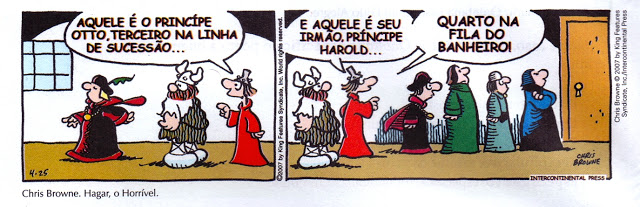 AQUELE É O PRINCÍPE
OTTO, TERCEIRO NA LINHA
DE SUCESSÃO...
4-25
©2007 by King Features Syndicate, Inc. World rights reserved.
E AQUELE É SEU
IRMÃO, PRÍNCIPE
HAROLD...
QUARTO NA
FILA DO
BANHEIRO!
CHRIS
BROWNE
INTERCONTINENTAL PRESS
Chris Browne © 2007 by King Features
Syndicate, Inc./Intercontinental Press
Chris Browne. Hagar, o Horrível.